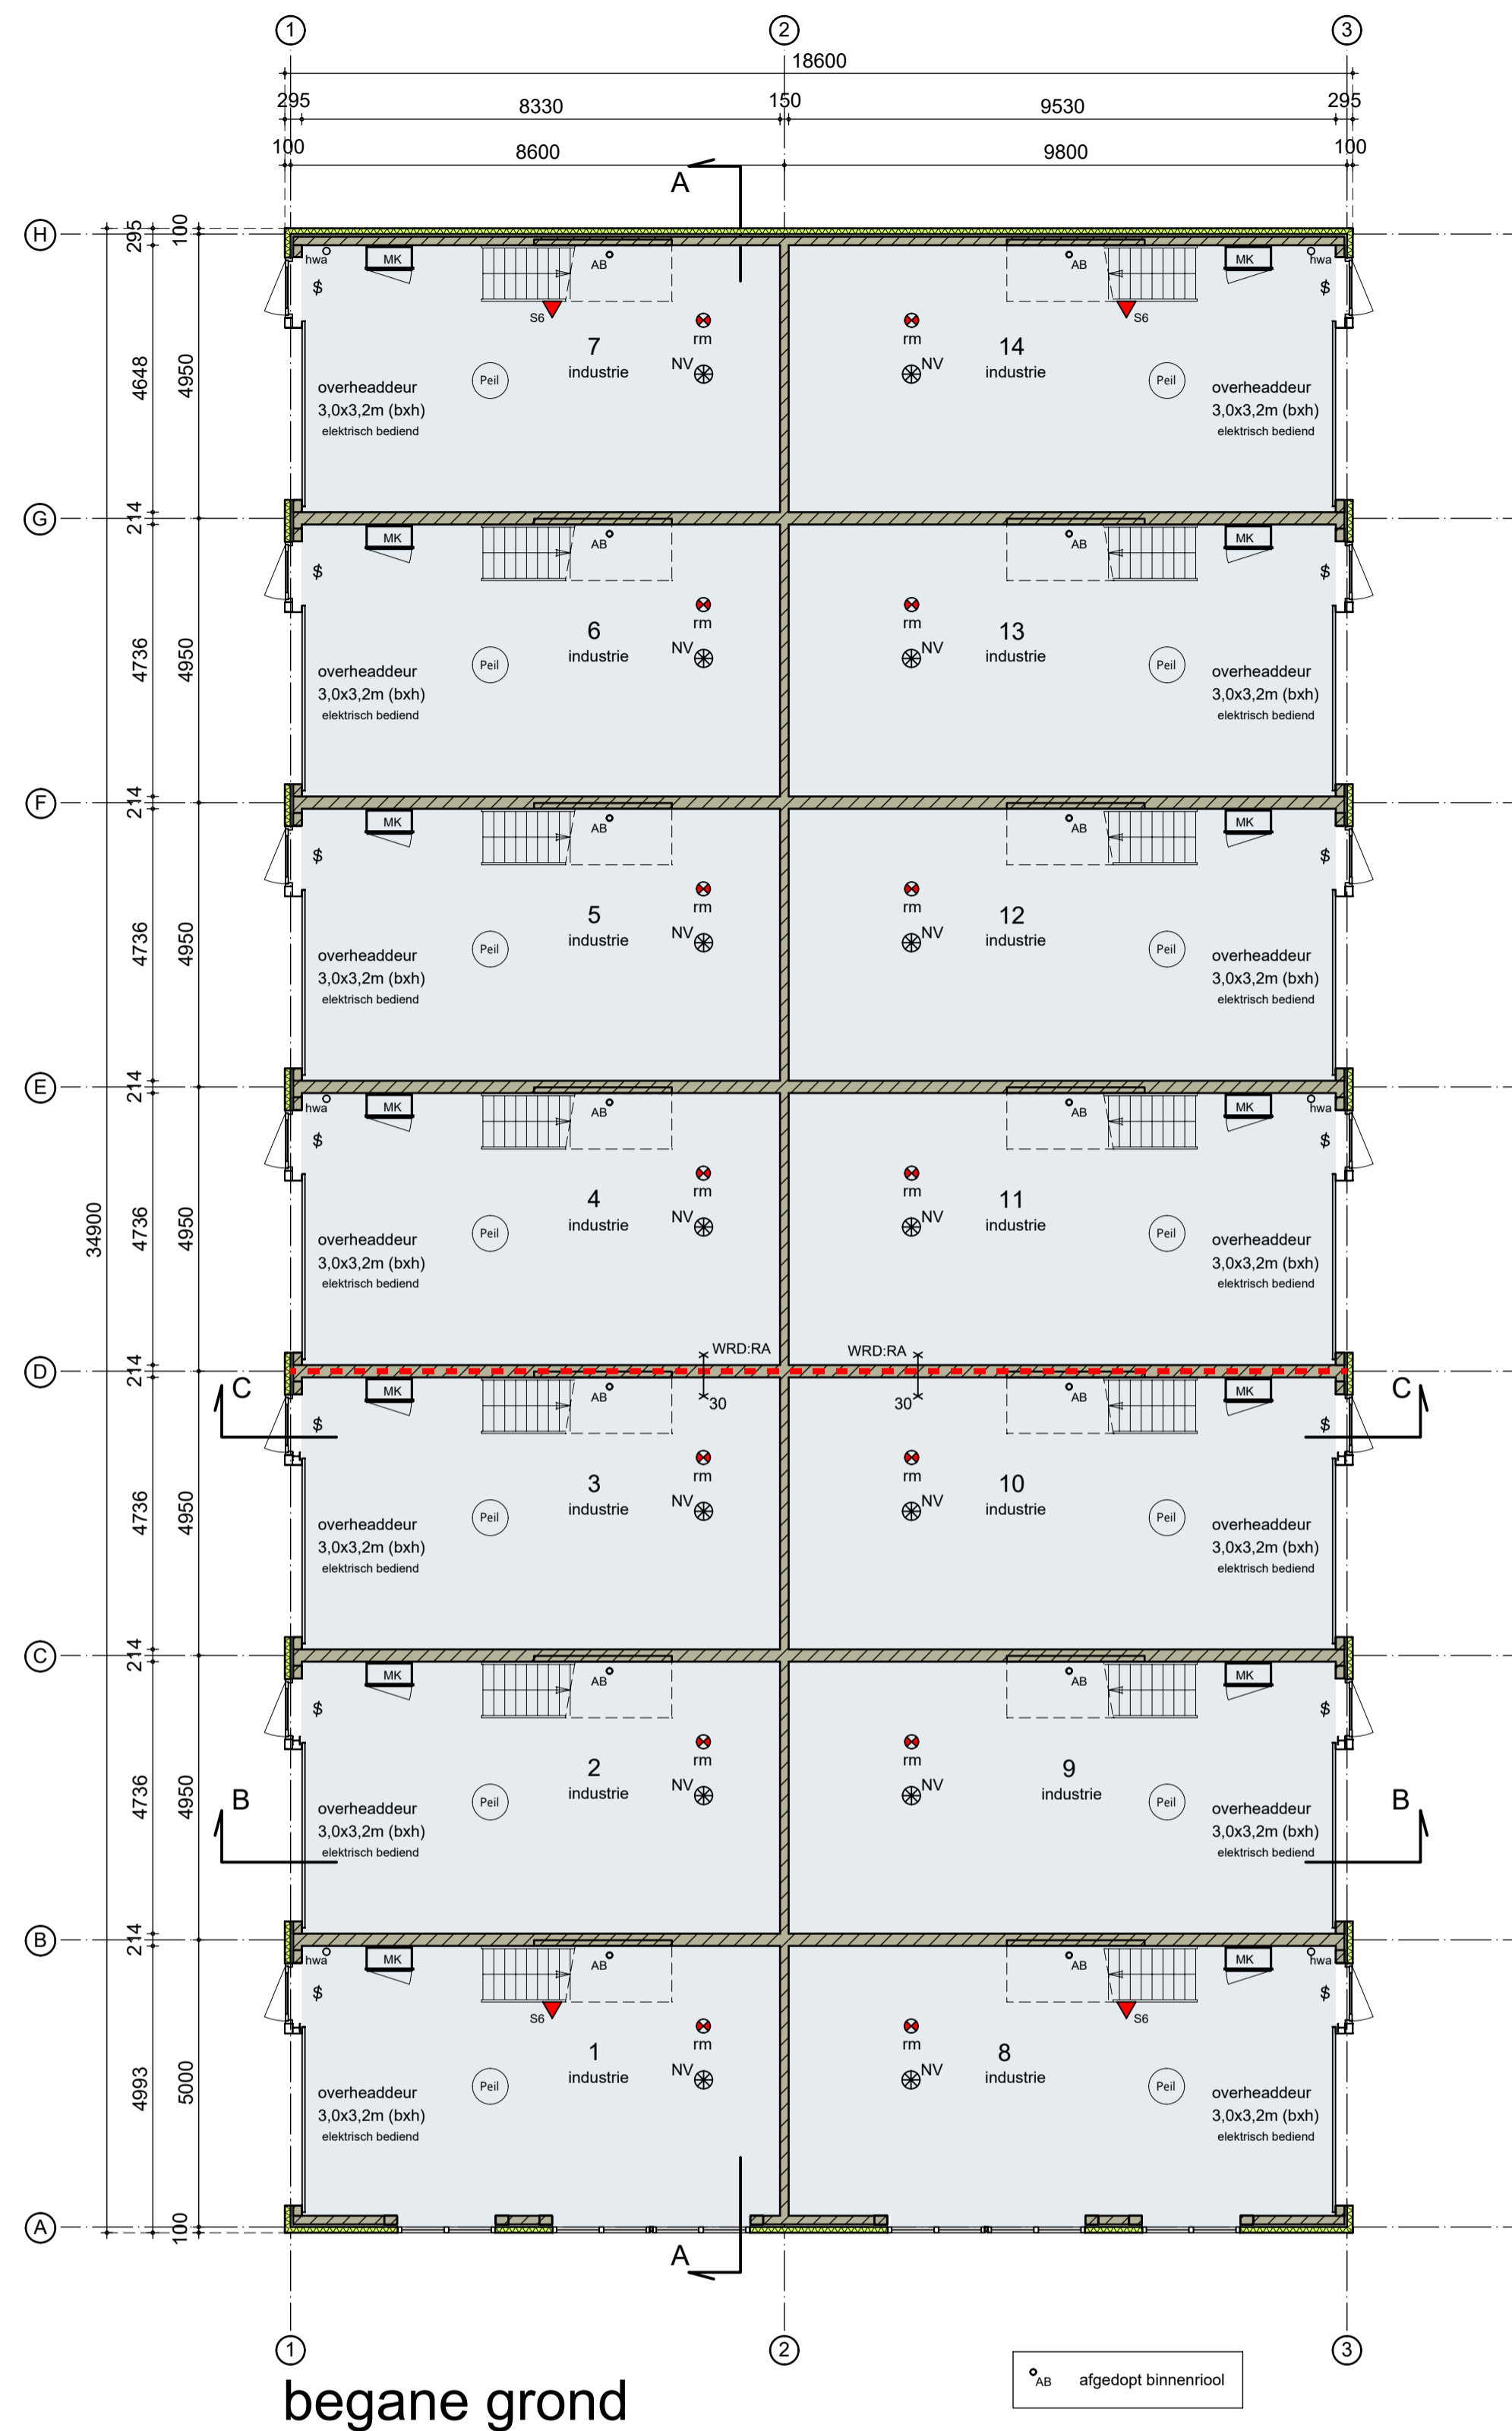 1 2 3
18600
295 8330 150 9530 295
100 8600 9800 100
A
H
295 100
hwa MK AB AB MK hwa
$ $
S6 S6
rm rm
7 14
industrie industrie
NV NV
Peil Peil
4648 4950
overheaddeur overheaddeur
3,0x3,2m (bxh) 3,0x3,2m (bxh)
elektrisch bediend elektrisch bediend
G
214
MK AB AB MK
$ $
rm rm
6 13
industrie industrie
NV NV
Peil Peil
4736 4950
overheaddeur overheaddeur
3,0x3,2m (bxh) 3,0x3,2m (bxh)
elektrisch bediend elektrisch bediend
F
214
MK AB AB MK
$ $
rm rm
5 12
industrie industrie
NV NV
Peil Peil
4736 4950
overheaddeur overheaddeur
3,0x3,2m (bxh) 3,0x3,2m (bxh)
elektrisch bediend elektrisch bediend
E
214
hwa MK AB AB MK hwa
$ $
rm rm
4 11
industrie industrie
NV NV
Peil Peil
34900 4736 4950
overheaddeur overheaddeur
3,0x3,2m (bxh) 3,0x3,2m (bxh)
elektrisch bediend elektrisch bediend
WRD:RA WRD:RA
D
214
C C
MK AB AB MK
30 30
$ $
rm rm
3 10
industrie industrie
NV NV
Peil Peil
4736 4950
overheaddeur overheaddeur
3,0x3,2m (bxh) 3,0x3,2m (bxh)
elektrisch bediend elektrisch bediend
C
214
MK AB AB MK
$ $
rm rm
2 9
industrie industrie
NV NV
Peil Peil
4736 4950
B B
overheaddeur overheaddeur
3,0x3,2m (bxh) 3,0x3,2m (bxh)
elektrisch bediend elektrisch bediend
B
214
hwa MK AB AB MK hwa
$ $
S6 S6
rm rm
1 8
industrie industrie
NV NV
Peil Peil
4993 5000
overheaddeur overheaddeur
3,0x3,2m (bxh) 3,0x3,2m (bxh)
elektrisch bediend elektrisch bediend
A
100
A
1 2 3
AB afgedopt binnenriool
begane grond